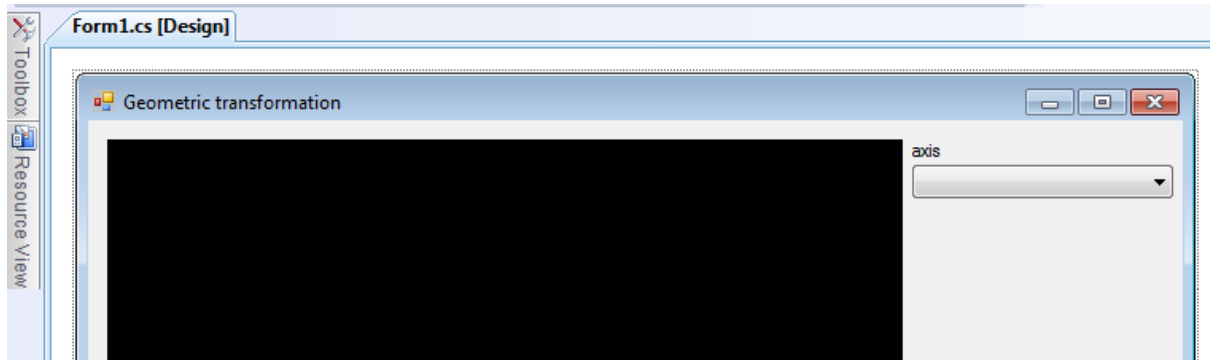 Form1.cs [Design]
Toolbox
Resource View
Geometric transformation
axis